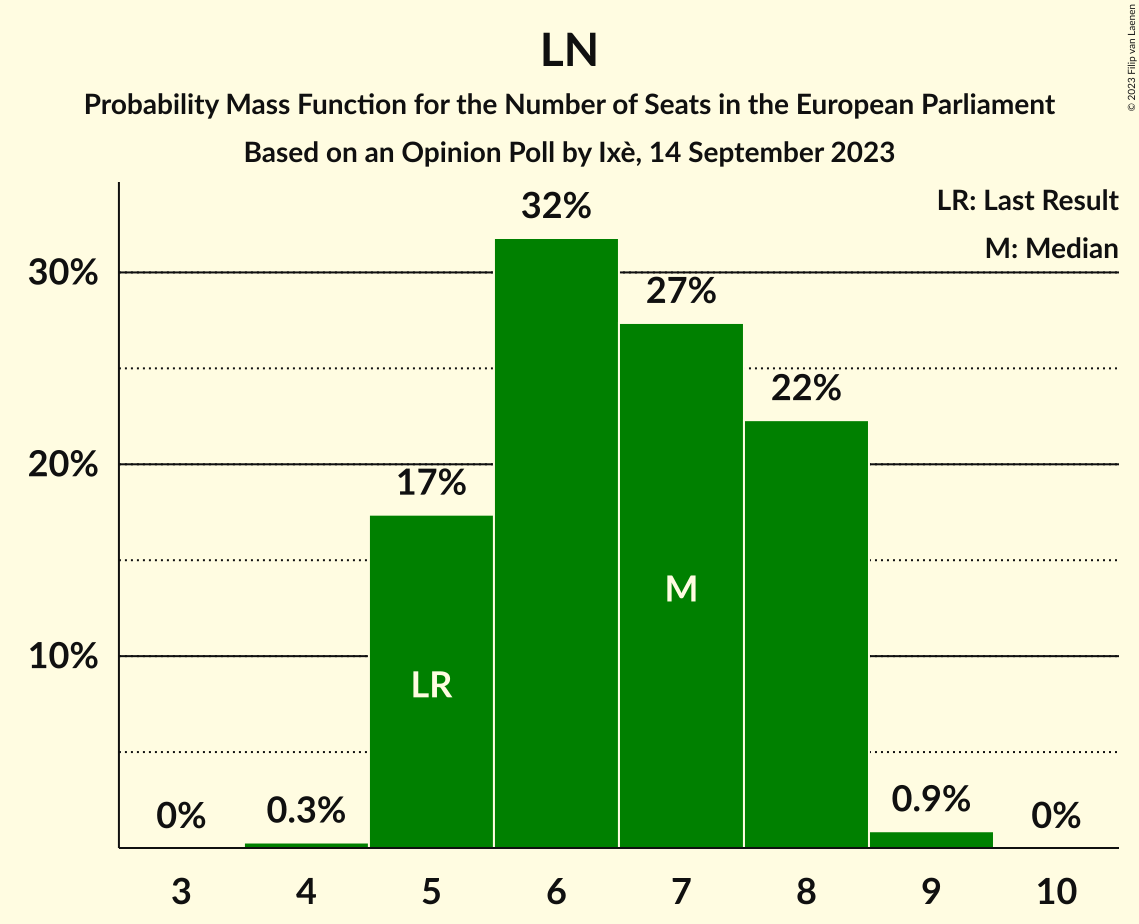 LN
Probability Mass Function for the Number of Seats in the European Parliament
Based on an Opinion Poll by Ixè, 14 September 2023
© 2023 Filip van Laenen
LR: Last Result
M: Median
32%
30%
27%
22%
20%
17%
M
10%
LR
0%
0.3%
0.9%
0%
3 4 5 6 7 8 9 10